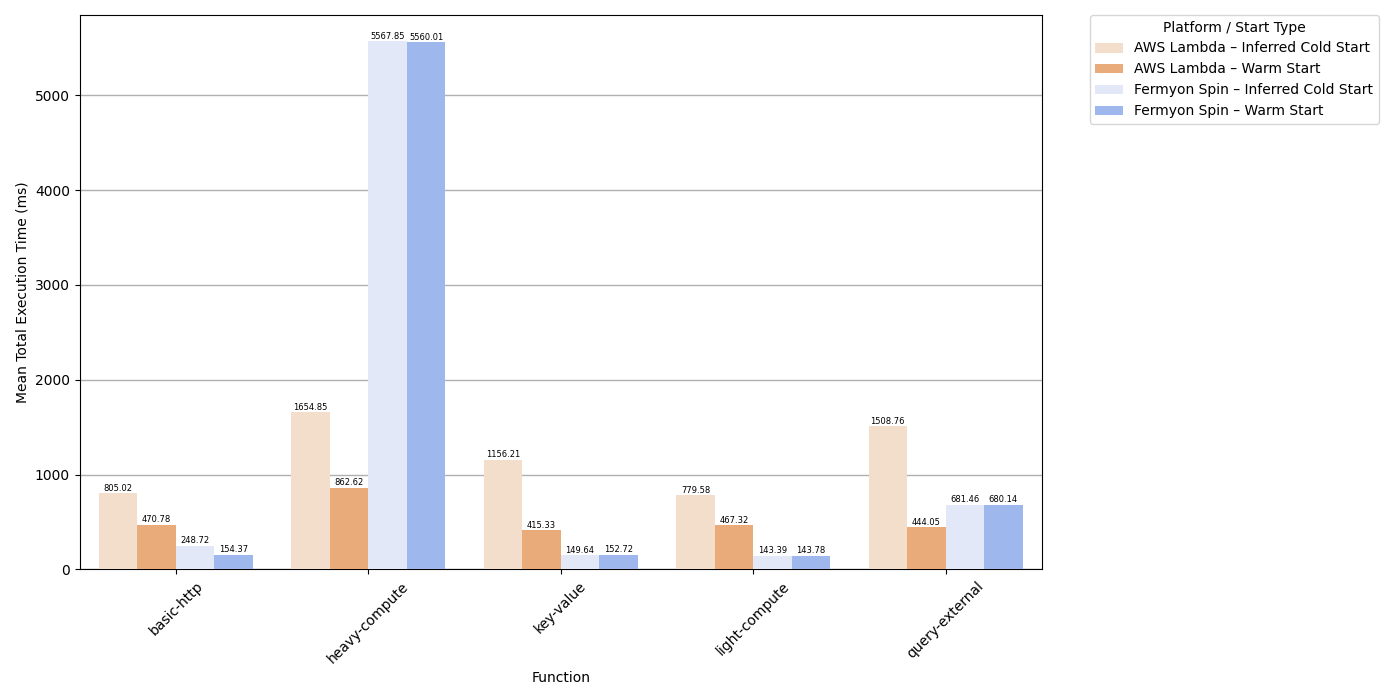 Platform / Start Type
AWS Lambda – Inferred Cold Start
AWS Lambda – Warm Start
Fermyon Spin – Inferred Cold Start
Fermyon Spin – Warm Start
Mean Total Execution Time (ms)
5000
4000
3000
2000
1000
0
805.02
470.78
248.72
154.37
1654.85
862.62
5567.85
5560.01
1156.21
415.33
149.64
152.72
779.58
467.32
143.39
143.78
1508.76
444.05
681.46
680.14
basic-http
heavy-compute
key-value
light-compute
query-external
Function